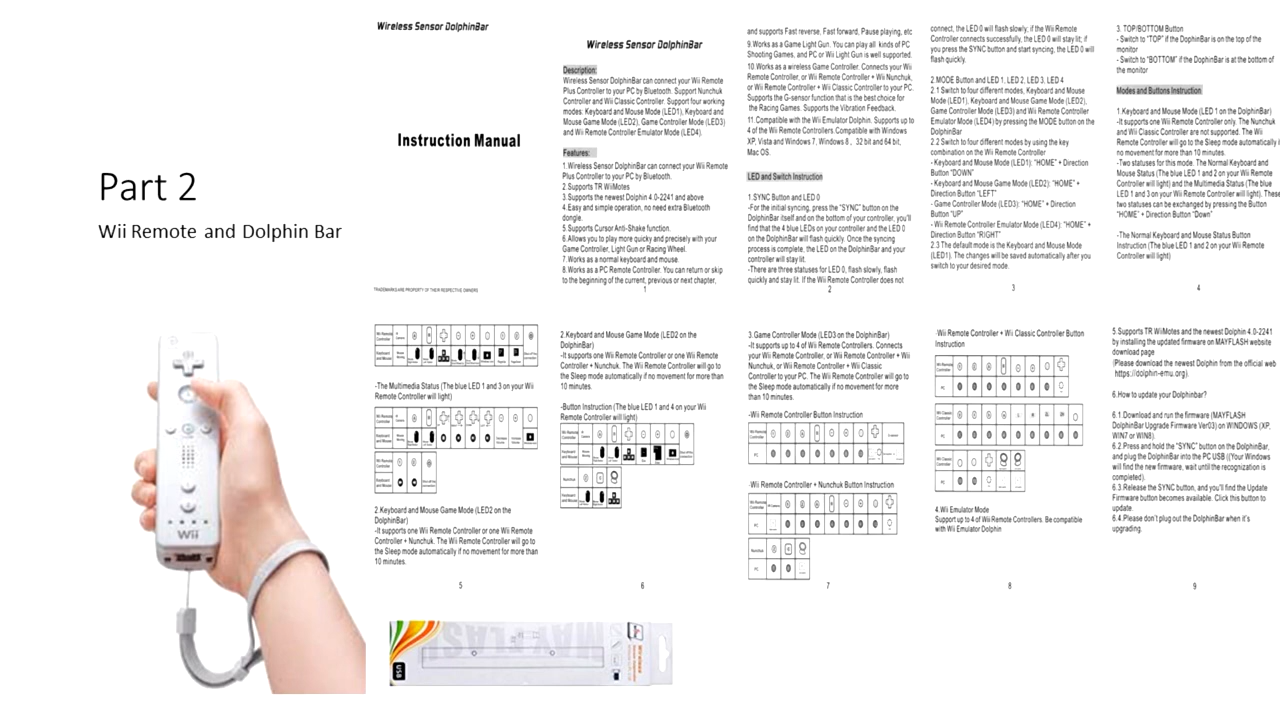 Part 2
Wii Remote and Dolphin Bar
Wireless Sensor DolphinBar
Instruction Manual
TRADEMARKS ARE PROPERTY OF THEIR RESPECTIVE OWNERS
Wireless Sensor DolphinBar
Description:
Wireless Sensor DolphinBar can connect your Wii Remote
Plus Controller to your PC by Bluetooth. Support Nunchuk
Controller and Wii Classic Controller. Support four working
modes: Keyboard and Mouse Mode (LED1), Keyboard and
Mouse Game Mode (LED2), Game Controller Mode (LED3)
and Wii Remote Controller Emulator Mode (LED4).
Features:
1.Wireless Sensor DolphinBar can connect your Wii Remote
Plus Controller to your PC by Bluetooth.
2.Supports TR WiiMotes
3.Supports the newest Dolphin 4.0-2241 and above
4.Easy and simple operation, no need extra Bluetooth
dongle.
5.Supports Cursor Anti-Shake function.
6.Allows you to play more quickly and precisely with your
Game Controller, Light Gun or Racing Wheel.
7.Works as a normal keyboard and mouse.
8.Works as a PC Remote Controller. You can return or skip
to the beginning of the current, previous or next chapter,
1
and supports Fast reverse, Fast forward, Pause playing, etc
9.Works as a Game Light Gun. You can play all kinds of PC
Shooting Games, and PC or Wii Light Gun is well supported.
10.Works as a wireless Game Controller. Connects your Wii
Remote Controller, or Wii Remote Controller + Wii Nunchuk,
or Wii Remote Controller + Wii Classic Controller to your PC.
Supports the G-sensor function that is the best choice for
the Racing Games. Supports the Vibration Feedback.
11.Compatible with the Wii Emulator Dolphin. Supports up to
4 of the Wii Remote Controllers. Compatible with Windows
XP, Vista and Windows 7, Windows 8, 32 bit and 64 bit,
Mac OS.
LED and Switch Instruction
1.SYNC Button and LED 0
-For the initial syncing, press the "SYNC" button on the
DolphinBar itself and on the bottom of your controller, you'll
find that the 4 blue LEDs on your controller and the LED 0
on the DolphinBar will flash quickly. Once the syncing
process is complete, the LED on the DolphinBar and your
controller will stay lit.
-There are three statuses for LED 0, flash slowly, flash
quickly and stay lit. If the Wii Remote Controller does not
2
connect, the LED 0 will flash slowly; if the Wii Remote
Controller connects successfully, the LED 0 will stay lit; if
you press the SYNC button and start syncing, the LED 0 will
flash quickly.
2.MODE Button and LED 1, LED 2, LED 3, LED 4
2.1 Switch to four different modes, Keyboard and Mouse
Mode (LED1), Keyboard and Mouse Game Mode (LED2),
Game Controller Mode (LED3) and Wii Remote Controller
Emulator Mode (LED4) by pressing the MODE button on the
DolphinBar
2.2 Switch to four different modes by using the key
combination on the Wii Remote Controller
- Keyboard and Mouse Mode (LED1): "HOME" + Direction
Button "DOWN"
- Keyboard and Mouse Game Mode (LED2): "HOME" +
Direction Button "LEFT"
- Game Controller Mode (LED3): "HOME" + Direction
Button "UP"
- Wii Remote Controller Emulator Mode (LED4): "HOME" +
Direction Button "RIGHT"
2.3 The default mode is the Keyboard and Mouse Mode
(LED1). The changes will be saved automatically after you
switch to your desired mode.
3
3. TOP/BOTTOM Button
- Switch to "TOP" if the DophinBar is on the top of the
monitor
- Switch to "BOTTOM" if the DolphinBar is at the bottom of
the monitor
Modes and Buttons Instruction
1.Keyboard and Mouse Mode (LED 1 on the DolphinBar)
-It supports one Wii Remote Controller only. The Nunchuk
and Wii Classic Controller are not supported. The Wii
Remote Controller will go to the Sleep mode automatically i
no movement for more than 10 minutes.
-Two statuses for this mode. The Normal Keyboard and
Mouse Status (The blue LED 1 and 2 on your Wii Remote
Controller will light) and the Multimedia Status (The blue
LED 1 and 3 on your Wii Remote Controller will light). These
two statuses can be exchanged by pressing the Button
"HOME" + Direction Button "Down"
-The Normal Keyboard and Mouse Status Button
Instruction (The blue LED 1 and 2 on your Wii Remote
Controller will light)
4
-The Multimedia Status (The blue LED 1 and 3 on your Wii
Remote Controller will light)
2.Keyboard and Mouse Game Mode (LED2 on the
DolphinBar)
-It supports one Wii Remote Controller or one Wii Remote
Controller + Nunchuk. The Wii Remote Controller will go to
the Sleep mode automatically if no movement for more than
10 minutes.
5
2.Keyboard and Mouse Game Mode (LED2 on the
DolphinBar)
-It supports one Wii Remote Controller or one Wii Remote
Controller + Nunchuk. The Wii Remote Controller will go to
the Sleep mode automatically if no movement for more than
10 minutes.
-Button Instruction (The blue LED 1 and 4 on your Wii
Remote Controller will light)
6
3.Game Controller Mode (LED3 on the DolphinBar)
-It supports up to 4 of Wii Remote Controllers. Connects
your Wii Remote Controller, or Wii Remote Controller + Wii
Nunchuk, or Wii Remote Controller + Wii Classic
Controller to your PC. The Wii Remote Controller will go to
the Sleep mode automatically if no movement for more
than 10 minutes.
-Wii Remote Controller Button Instruction
-Wii Remote Controller + Nunchuk Button Instruction
7
-Wii Remote Controller + Wii Classic Controller Button
Instruction
4.Wii Emulator Mode
Support up to 4 of Wii Remote Controllers. Be compatible
with Wii Emulator Dolphin
8
5.Supports TR WiiMotes and the newest Dolphin 4.0-2241
by installing the updated firmware on MAYFLASH website
download page
(Please download the newest Dolphin from the official web
https://dolphin-emu.org).
6.How to update your Dolphinbar?
6.1.Download and run the firmware (MAYFLASH
DolphinBar Upgrade Firmware Ver03) on WINDOWS (XP,
WIN7 or WIN8).
6.2.Press and hold the "SYNC" button on the DolphinBar,
and plug the DolphinBar into the PC USB ((Your Windows
will find the new firmware, wait until the recognization is
completed).
6.3.Release the SYNC button, and you'll find the Update
Firmware button becomes available. Click this button to
update
6.4.Please don't plug out the DolphinBar when it's
upgrading.
9
Wii
MAYFLASH
USB